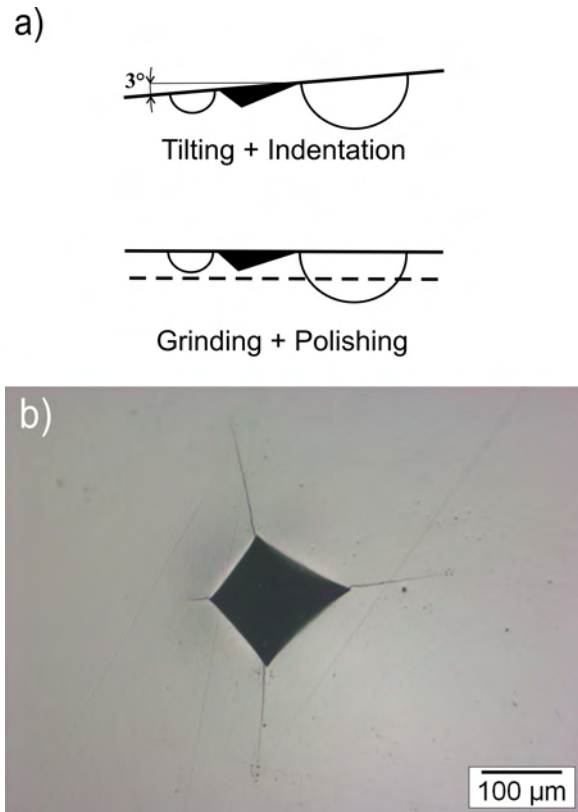 a)
3°
Tilting + Indentation
Grinding + Polishing
b)
100 µm